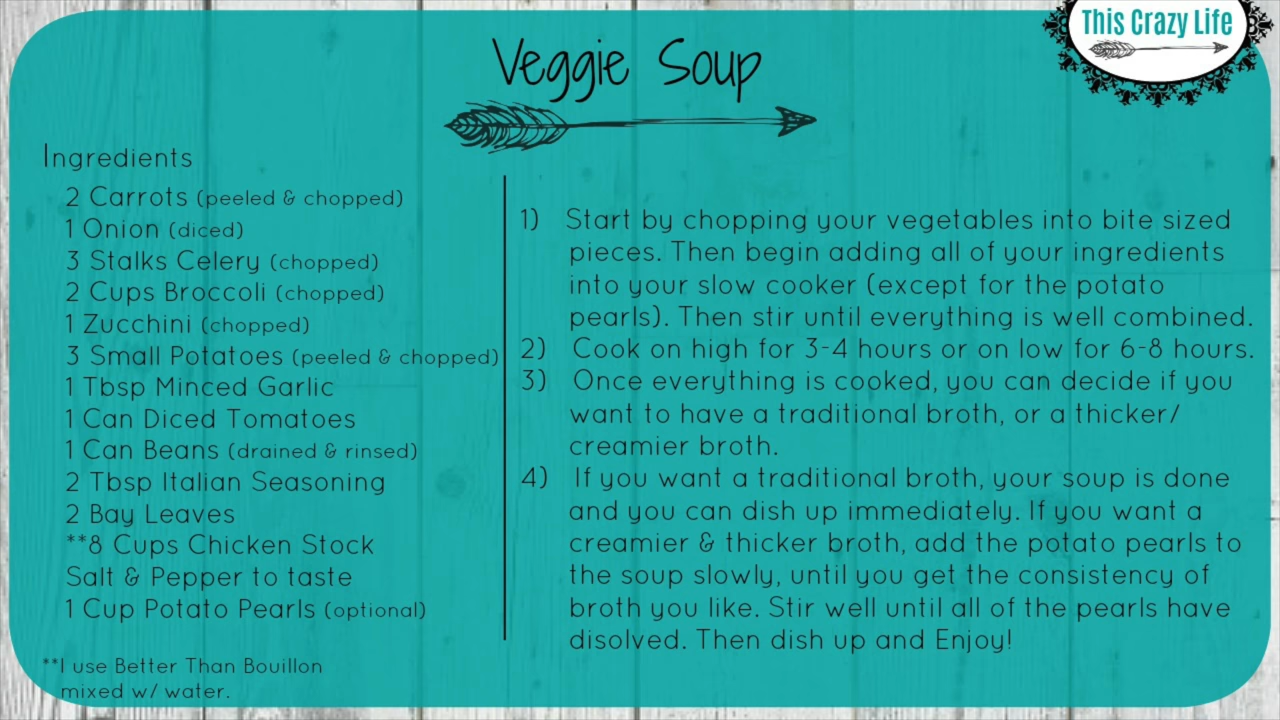 This Crazy Life
Veggie Soup
Ingredients
2 Carrots (peeled & chopped)
1 Onion (diced)
3 Stalks Celery (chopped)
2 Cups Broccoli (chopped)
1 Zucchini (chopped)
3 Small Potatoes (peeled & chopped)
1 Tbsp Minced Garlic
1 Can Diced Tomatoes
1 Can Beans (drained & rinsed)
2 Tbsp Italian Seasoning
2 Bay Leaves
**8 Cups Chicken Stock
Salt & Pepper to taste
1 Cup Potato Pearls (optional)
**I use Better Than Bouillon
mixed w/ water.
1) Start by chopping your vegetables into bite sized
pieces. Then begin adding all of your ingredients
into your slow cooker (except for the potato
pearls). Then stir until everything is well combined.
2) Cook on high for 3-4 hours or on low for 6-8 hours.
3) Once everything is cooked, you can decide if you
want to have a traditional broth, or a thicker/
creamier broth.
4) If you want a traditional broth, your soup is done
and you can dish up immediately. If you want a
creamier & thicker broth, add the potato pearls to
the soup slowly, until you get the consistency of
broth you like. Stir well until all of the pearls have
disolved. Then dish up and Enjoy!